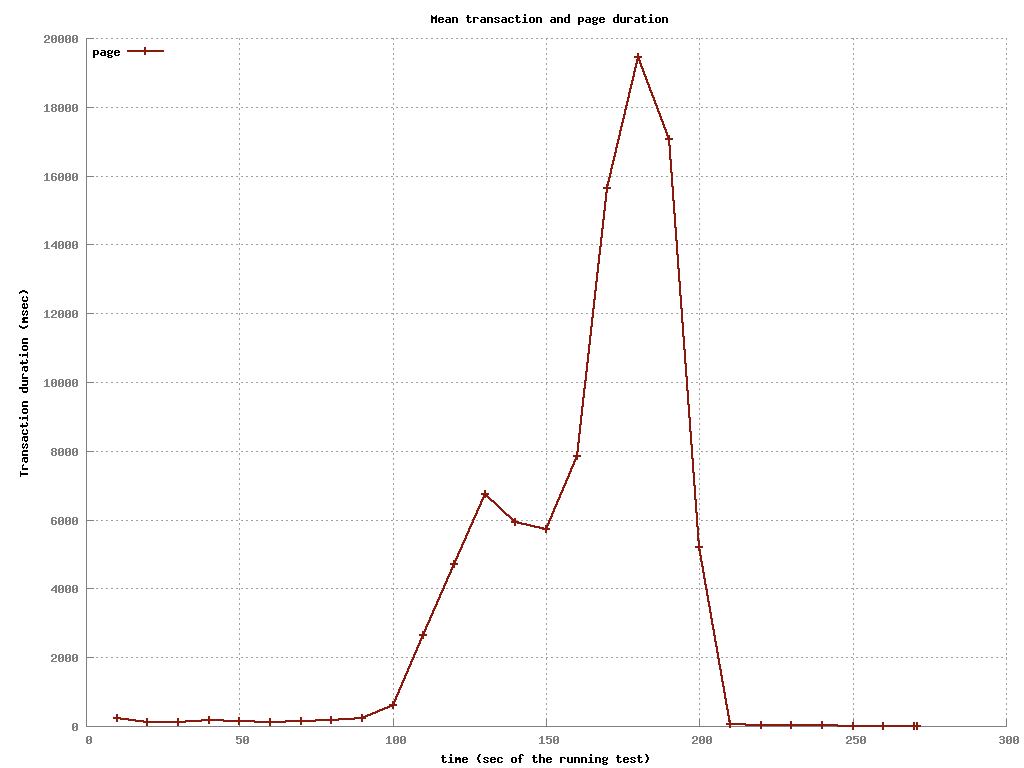 Mean transaction and page duration
page
Transaction duration (msec)
20000
18000
16000
14000
12000
10000
8000
6000
4000
2000
0
0 50 100 150 200 250 300
time (sec of the running test)